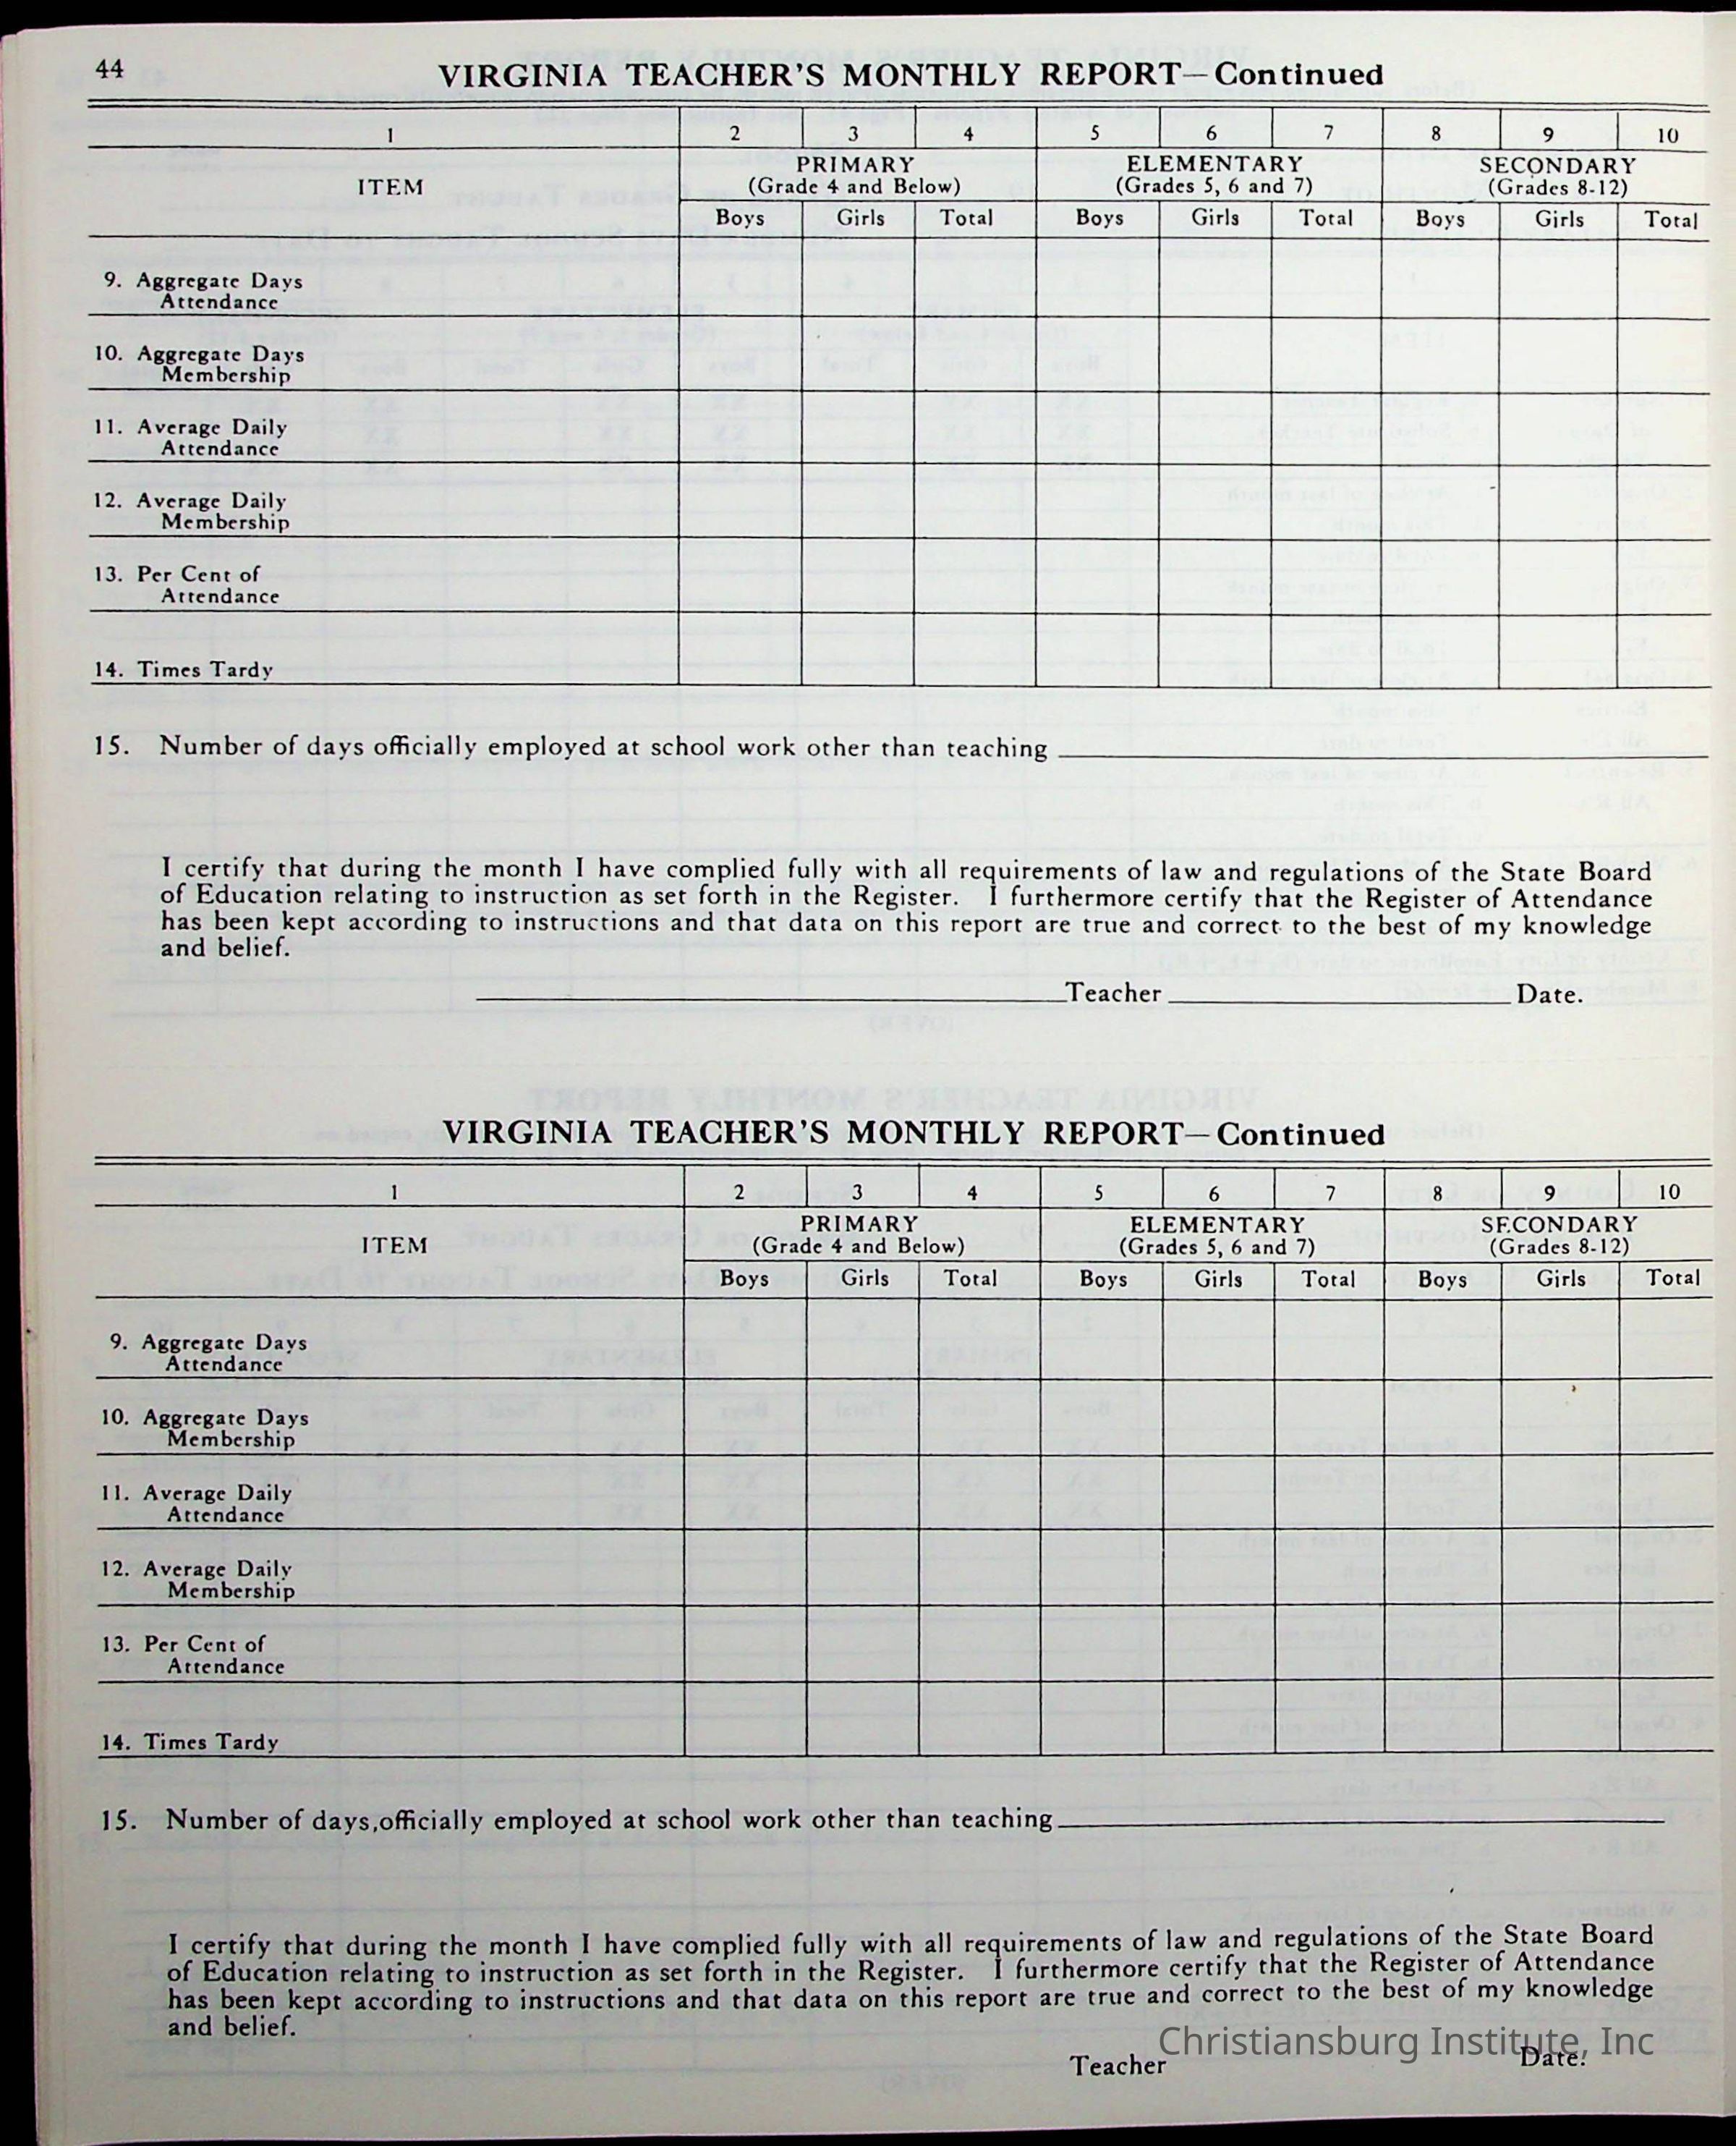 44
VIRGINIA TEACHER'S MONTHLY REPORT—Continued
1 2 3 4 5 6 7 8 9 10
ITEM PRIMARY ELEMENTARY SECONDARY
(Grade 4 and Below) (Grades 5, 6 and 7) (Grades 8-12)
Boys Girls Total Boys Girls Total Boys Girls Total
9. Aggregate Days
Attendance
10. Aggregate Days
Membership
11. Average Daily
Attendance
12. Average Daily
Membership
13. Per Cent of
Attendance
14. Times Tardy
15. Number of days officially employed at school work other than teaching
I certify that during the month I have complied fully with all requirements of law and regulations of the State Board
of Education relating to instruction as set forth in the Register. I furthermore certify that the Register of Attendance
has been kept according to instructions and that data on this report are true and correct to the best of my knowledge
and belief.
Teacher Date.
VIRGINIA TEACHER'S MONTHLY REPORT—Continued
1 2 3 4 5 6 7 8 9 10
ITEM PRIMARY ELEMENTARY SECONDARY
(Grade 4 and Below) (Grades 5, 6 and 7) (Grades 8-12)
Boys Girls Total Boys Girls Total Boys Girls Total
9. Aggregate Days
Attendance
10. Aggregate Days
Membership
11. Average Daily
Attendance
12. Average Daily
Membership
13. Per Cent of
Attendance
14. Times Tardy
15. Number of days,officially employed at school work other than teaching
I certify that during the month I have complied fully with all requirements of law and regulations of the State Board
of Education relating to instruction as set forth in the Register. I furthermore certify that the Register of Attendance
has been kept according to instructions and that data on this report are true and correct to the best of my knowledge
and belief.
Christiansburg Institute, Inc
Teacher Date.